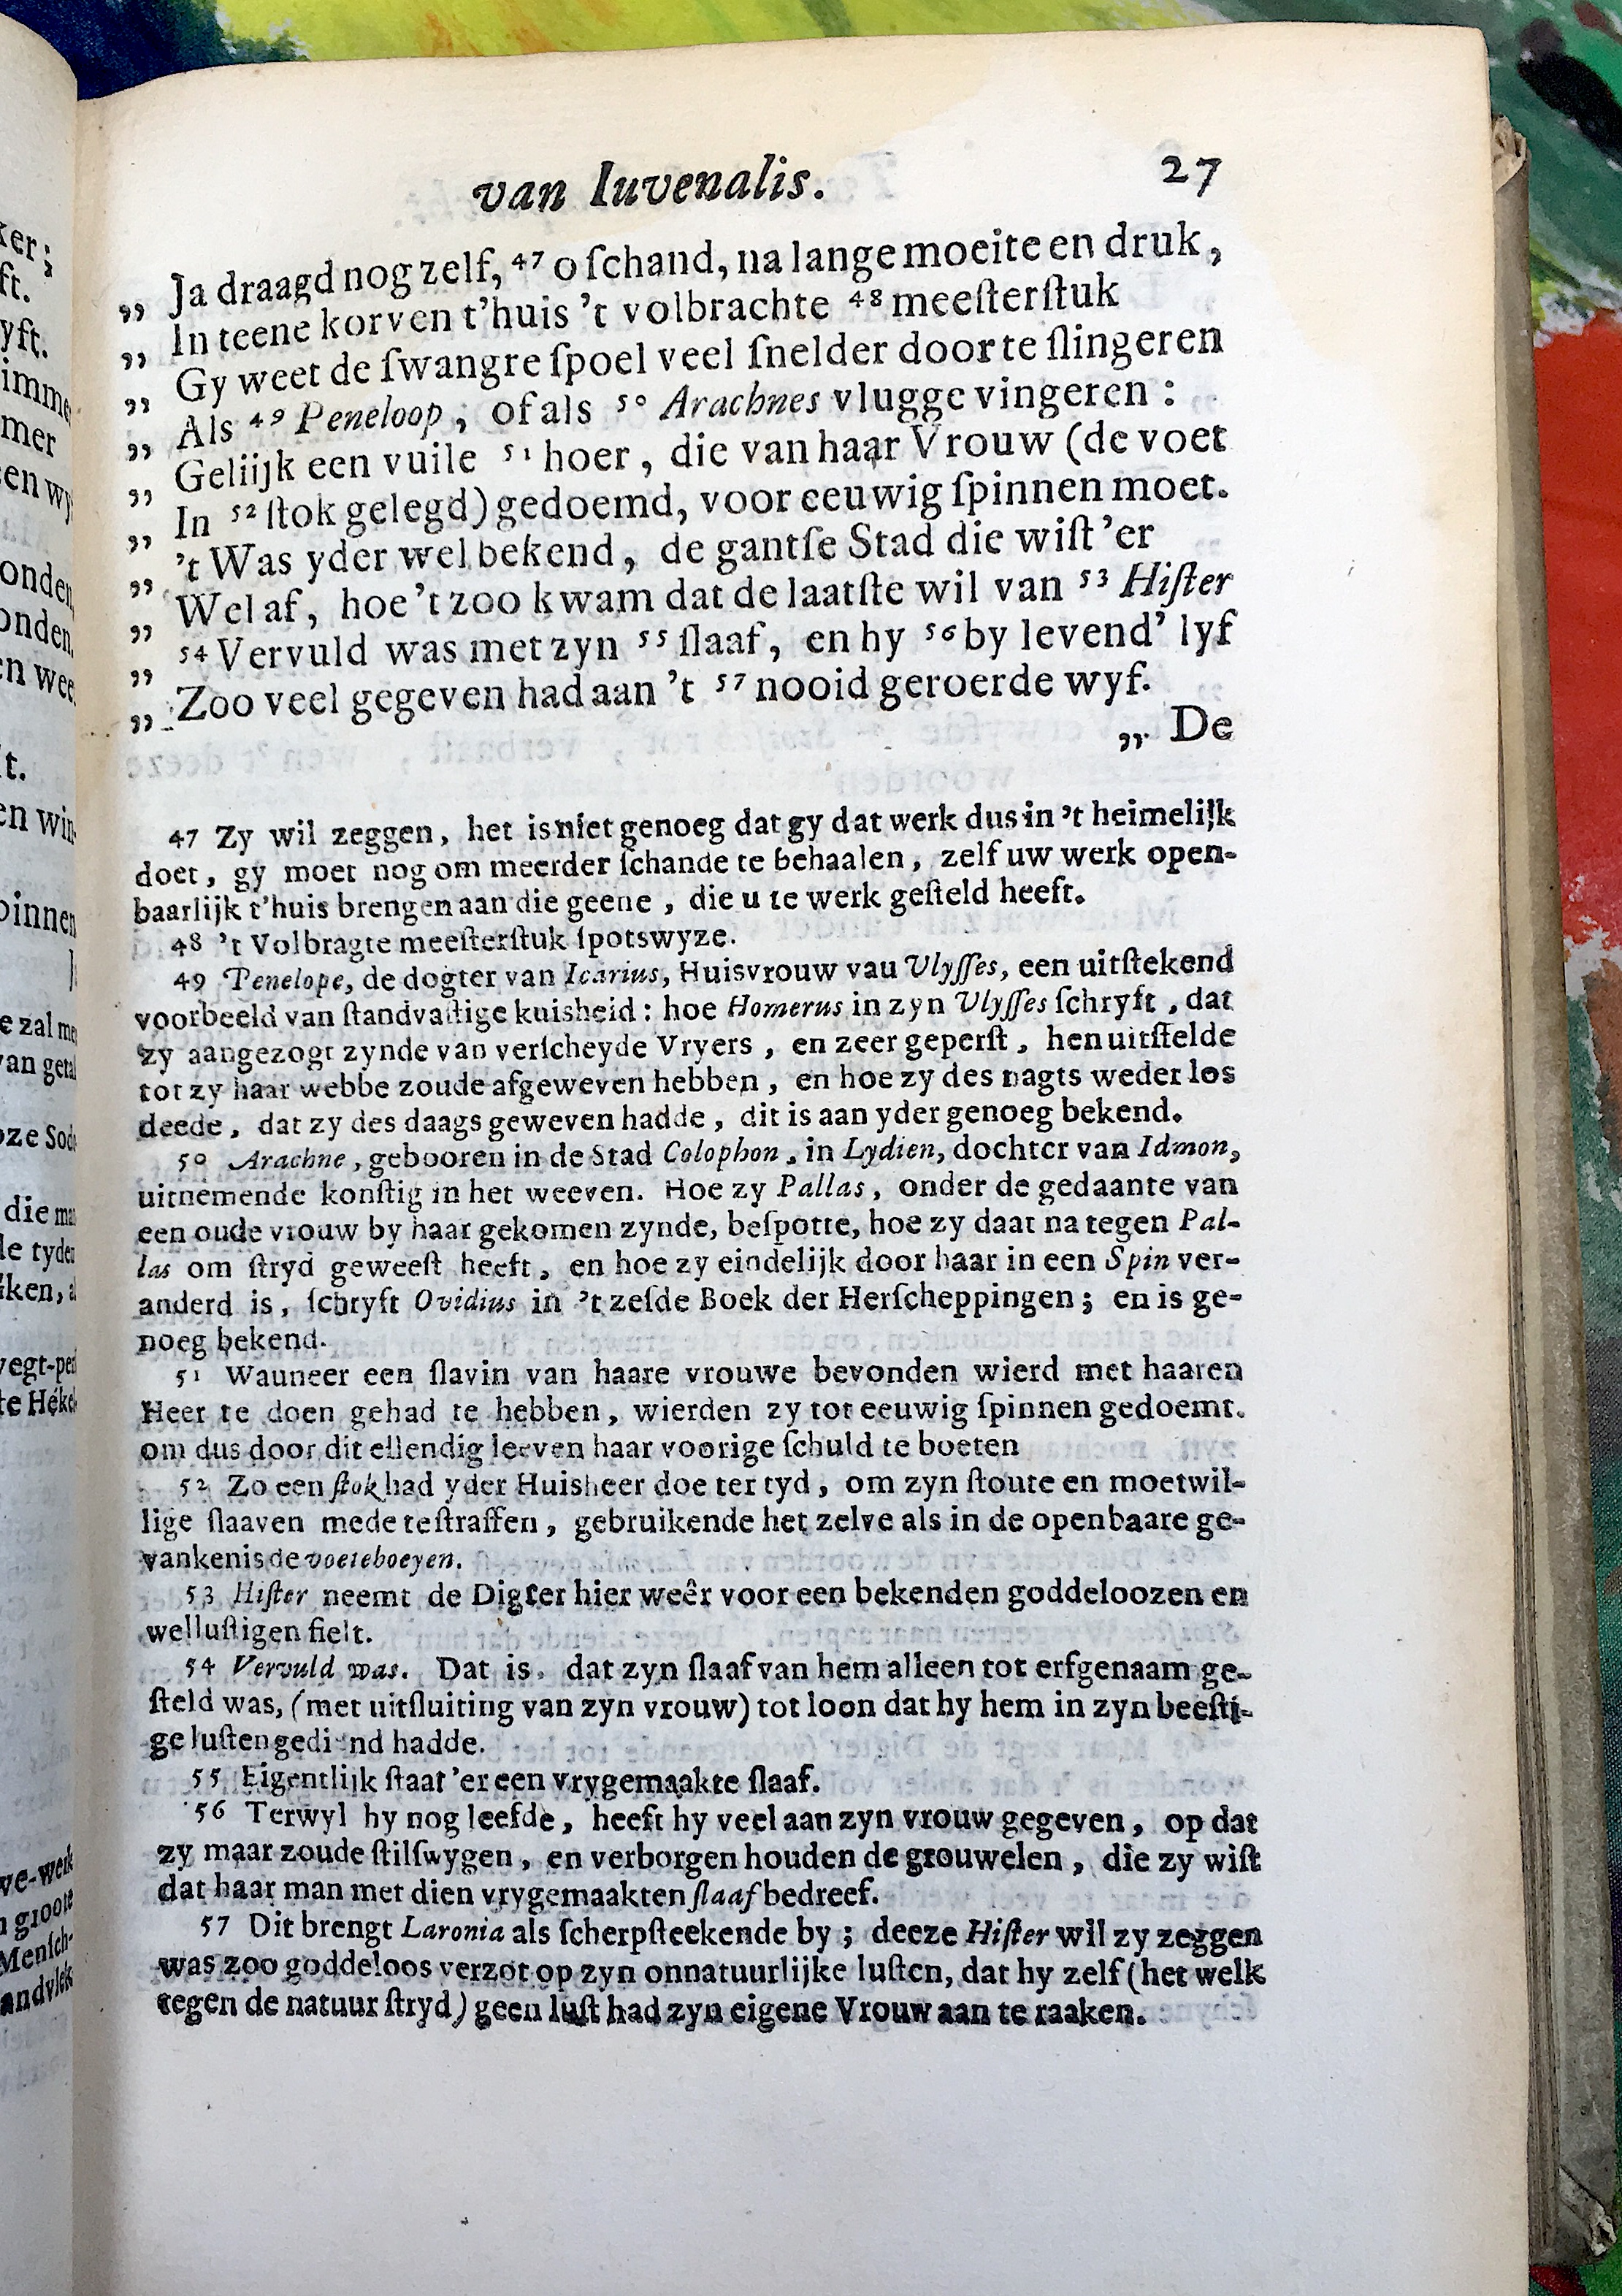 van Iuvenalis. 27
„ Ja draagd nog zelf, 47 o ſchand, na lange moeite en druk,
„ In teene korven t'huis 't volbrachte 48 meeſterſtuk
„ Gy weet de ſwangre ſpoel veel ſnelder door te ſlingeren
„ Als 49 Peneloop, of als 50 Arachnes vlugge vingeren:
„ Geliijk een vuile 51 hoer, die van haar Vrouw (de voet
„ In 52 ſtok gelegd) gedoemd, voor eeuwig ſpinnen moet.
„ 't Was yder wel bekend, de gantſe Stad die wiſt 'er
„ Wel af, hoe 't zoo kwam dat de laatſte wil van 53 Hiſter
„ 54 Vervuld was met zyn 55 ſlaaf, en hy 56 by levend' lyf
„ Zoo veel gegeven had aan 't 57 nooid geroerde wyf.
„ De
47 Zy wil zeggen, het is niet genoeg dat gy dat werk dus in 't heimelijk
doet, gy moet nog om meerder ſchande te behaalen, zelf uw werk open-
baarlijk t'huis brengen aan die geene, die u te werk geſteld heeft.
48 't Volbragte meeſterſtuk ſpotswyze.
49 Penelope, de dogter van Icarius, Huisvrouw vau Ulyſſes, een uitſtekend
voorbeeld van ſtandvaſtige kuisheid: hoe Homerus in zyn Ulyſſes ſchryft, dat
zy aangezogt zynde van verſcheyde Vryers, en zeer geperſt, hen uitſtelde
tot zy haar webbe zoude afgeweven hebben, en hoe zy des nagts weder los
deede, dat zy des daags geweven hadde, dit is aan yder genoeg bekend.
50 Arachne, gebooren in de Stad Colophon, in Lydien, dochter van Idmon,
uitnemende konſtig in het weeven. Hoe zy Pallas, onder de gedaante van
een oude vrouw by haar gekomen zynde, beſpotte, hoe zy daar na tegen Pal-
las om ſtryd geweeſt heeft, en hoe zy eindelijk door haar in een Spin ver-
anderd is, ſchryft Ovidius in 't zeſde Boek der Herſcheppingen; en is ge-
noeg bekend.
51 Wauneer een ſlavin van haare vrouwe bevonden wierd met haaren
Heer te doen gehad te hebben, wierden zy tot eeuwig ſpinnen gedoemt.
om dus door dit ellendig leeven haar voorige ſchuld te boeten
52 Zo een ſtok had yder Huisheer doe ter tyd, om zyn ſtoute en moetwil-
lige ſlaaven mede te ſtraffen, gebruikende het zelve als in de openbaare ge-
vankenis de voeteboeyen.
53 Hiſter neemt de Digter hier weêr voor een bekenden goddeloozen en
welluſtigen fielt.
54 Vervuld was. Dat is, dat zyn ſlaaf van hem alleen tot erfgenaam ge-
ſteld was, (met uitſluiting van zyn vrouw) tot loon dat hy hem in zyn beeſti-
ge luſten gediend hadde.
55 Eigentlijk ſtaat 'er een vrygemaakte ſlaaf.
56 Terwyl hy nog leefde, heeft hy veel aan zyn vrouw gegeven, op dat
zy maar zoude ſtilſwygen, en verborgen houden de grouwelen, die zy wiſt
dat haar man met dien vrygemaakten ſlaaf bedreef.
57 Dit brengt Laronia als ſcherpſteekende by; deeze Hiſter wil zy zeggen
was zoo goddeloos verzot op zyn onnatuurlijke luſten, dat hy zelf (het welk
tegen de natuur ſtryd) geen luſt had zyn eigene Vrouw aan te raaken.